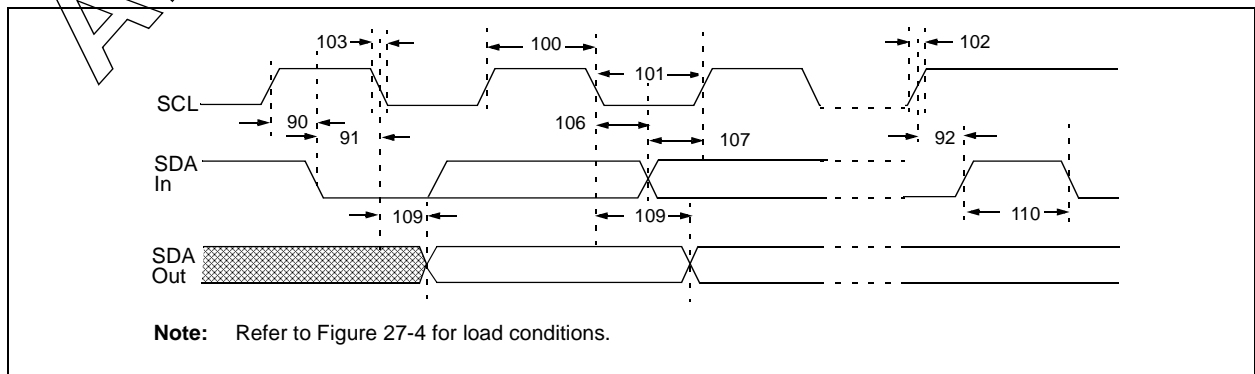 103
100
102
101
SCL
90
91
106
107
92
SDA
In
109
109
110
SDA
Out
Note: Refer to Figure 27-4 for load conditions.